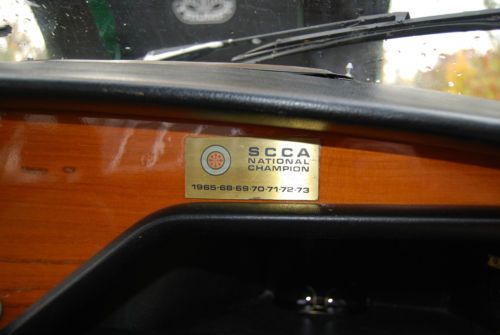 SCCA
NATIONAL
CHAMPION
1965-68-69-70-71-72-73